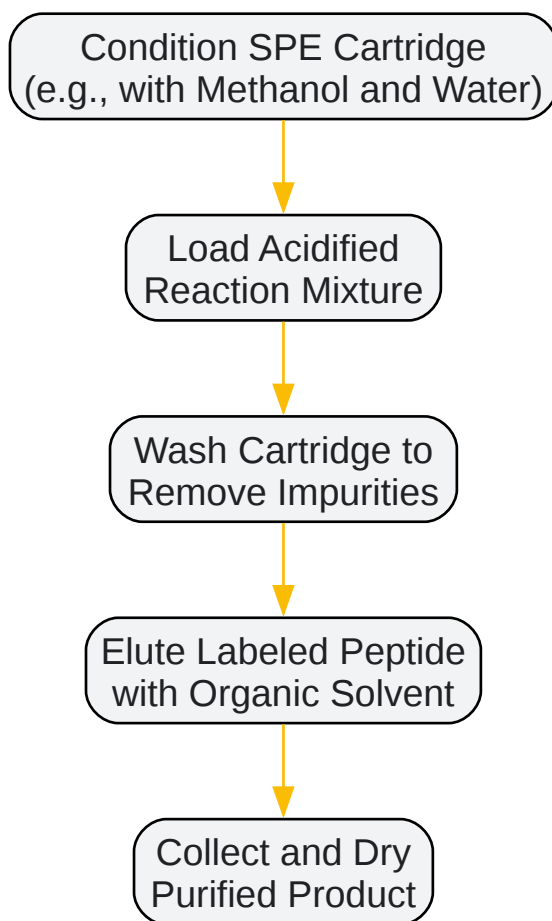 Condition SPE Cartridge
(e.g., with Methanol and Water)
Load Acidified
Reaction Mixture
Wash Cartridge to
Remove Impurities
Elute Labeled Peptide
with Organic Solvent
Collect and Dry
Purified Product